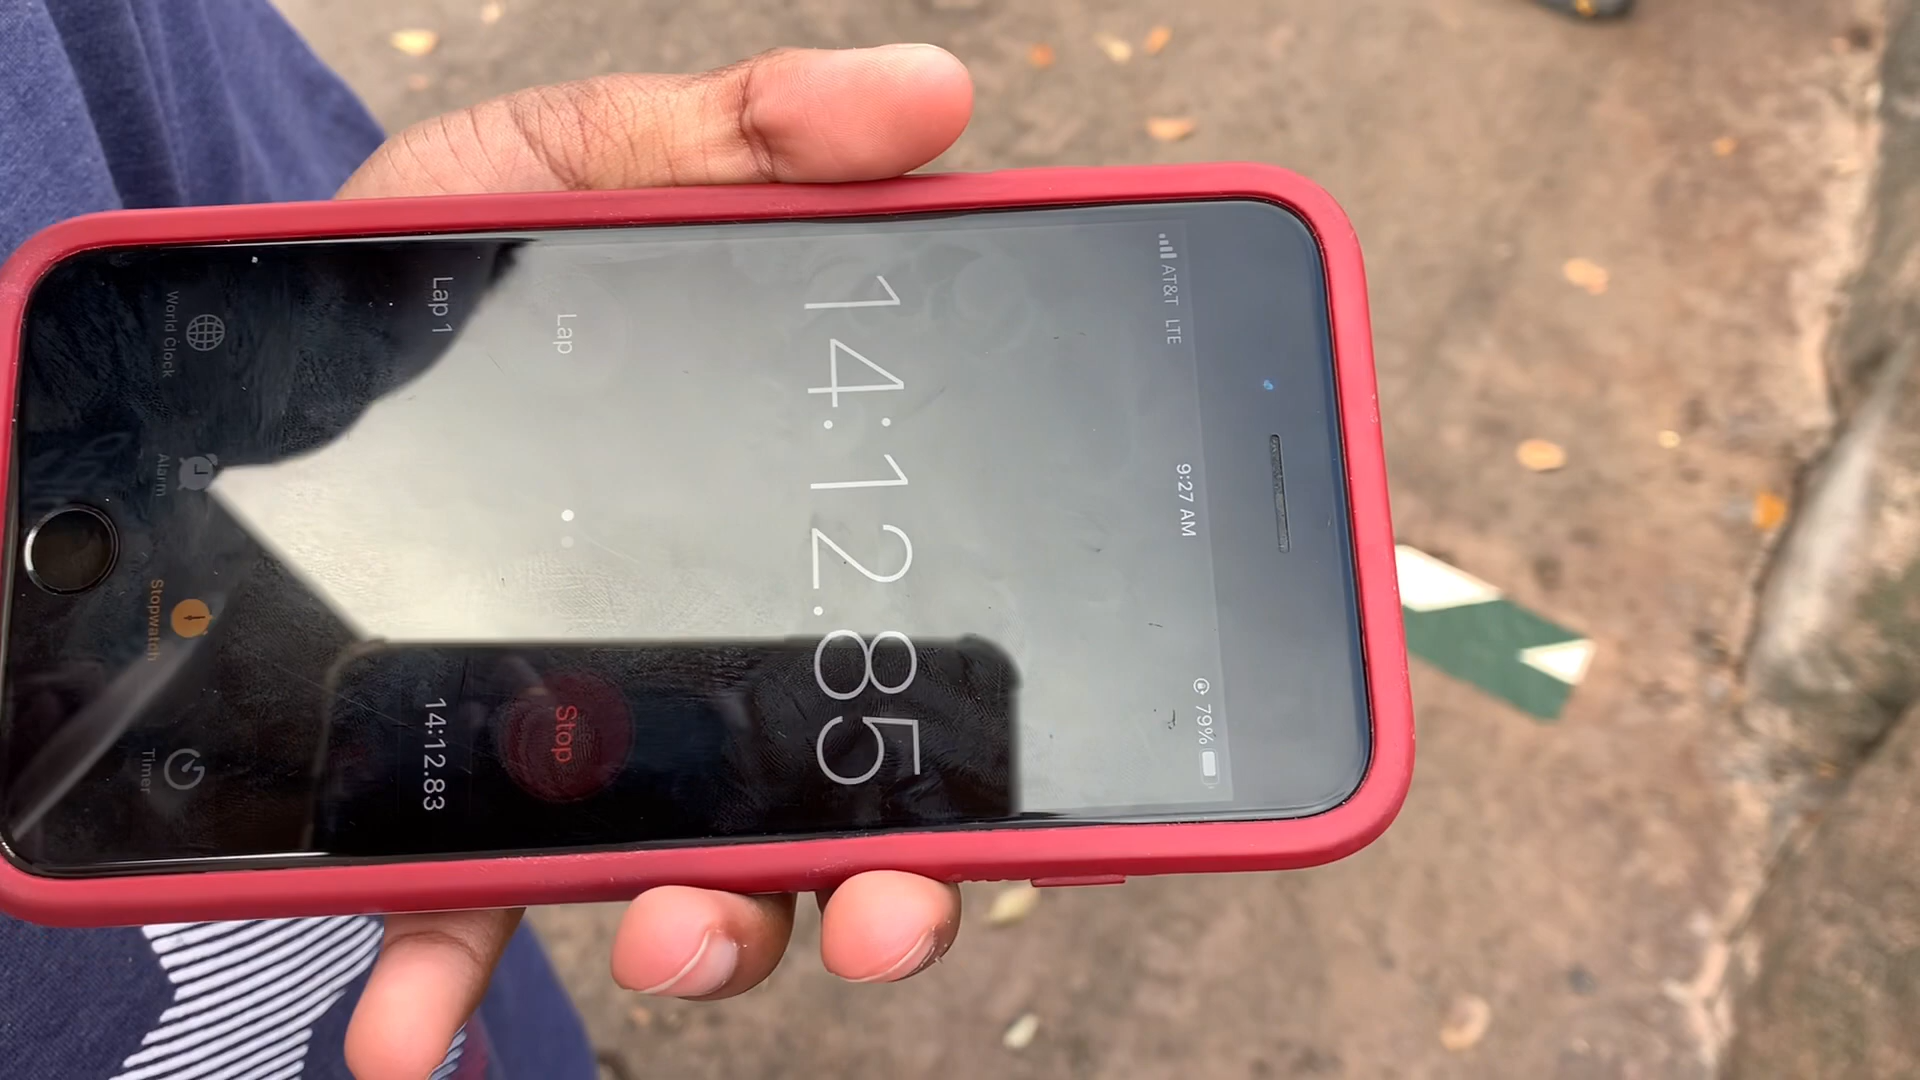 AT&T LTE 9:27 AM 79%
14:12.85
Lap Stop
Lap 1 14:12.83
World Clock Alarm Stopwatch Timer